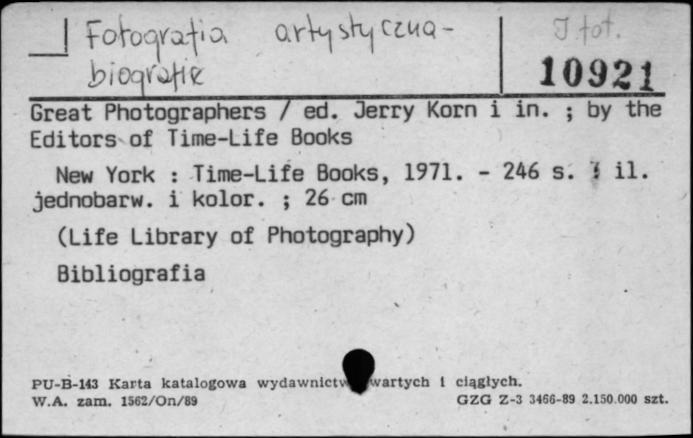 Fotografia artystyczna - I fot.
biografie 10921
Great Photographers / ed. Jerry Korn i in. ; by the
Editors of Time-Life Books
New York : Time-Life Books, 1971. - 246 s. : il.
jednobarw. i kolor. ; 26 cm
(Life Library of Photography)
Bibliografia
PU-B-143 Karta katalogowa wydawnictw wartych i ciągłych.
W.A. zam. 1562/On/89 GZG Z-3 3466-89 2.150.000 szt.